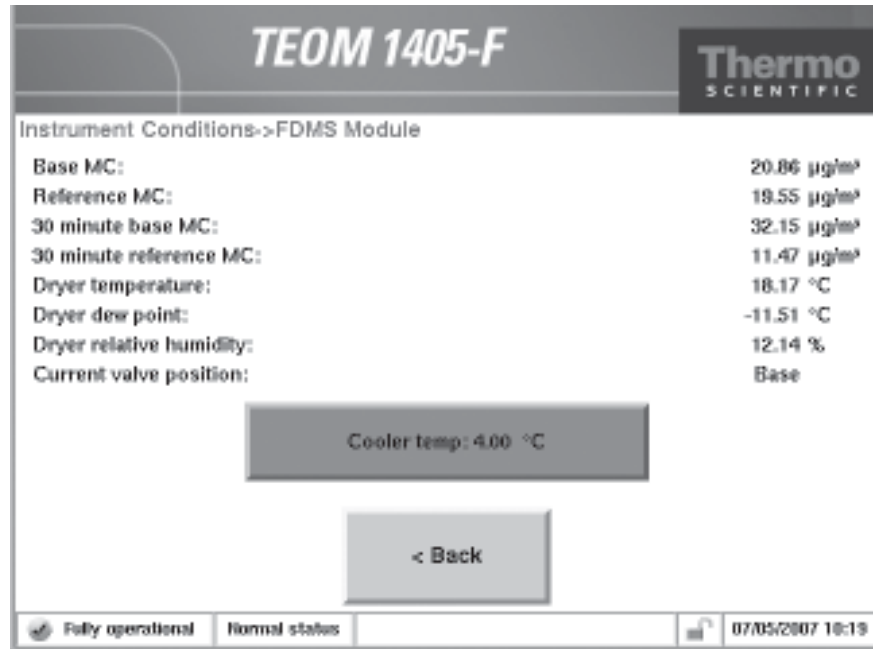 TEOM 1405-F
Thermo
SCIENTIFIC
Instrument Conditions->FDMS Module
Base MC: 20.86 µg/m³
Reference MC: 19.55 µg/m³
30 minute base MC: 32.15 µg/m³
30 minute reference MC: 11.47 µg/m³
Dryer temperature: 18.17 °C
Dryer dew point: -11.51 °C
Dryer relative humidity: 12.14 %
Current valve position: Base
Cooler temp: 4.00 °C
< Back
Fully operational Normal status 07/05/2007 10:19